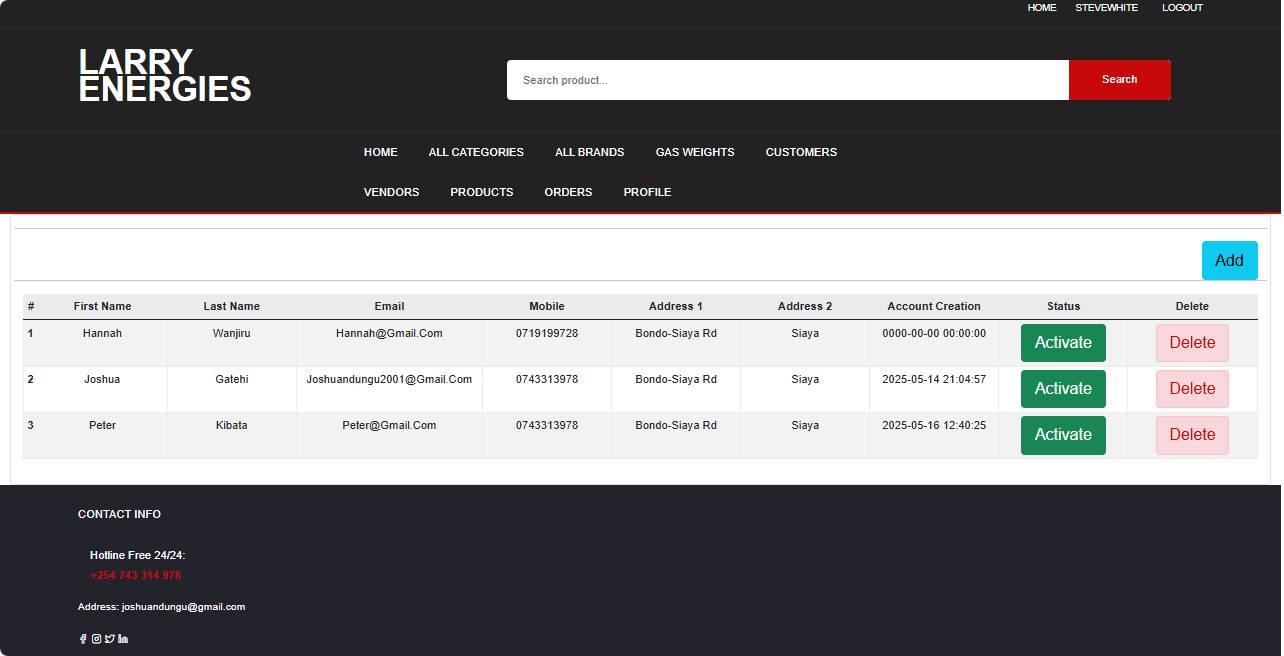 HOME STEVEWHITE LOGOUT
LARRY
ENERGIES
Search product... Search
HOME ALL CATEGORIES ALL BRANDS GAS WEIGHTS CUSTOMERS
VENDORS PRODUCTS ORDERS PROFILE
Add
# First Name Last Name Email Mobile Address 1 Address 2 Account Creation Status Delete
1 Hannah Wanjiru Hannah@Gmail.Com 0719199728 Bondo-Siaya Rd Siaya 0000-00-00 00:00:00 Activate Delete
2 Joshua Gatehi Joshuandungu2001@Gmail.Com 0743313978 Bondo-Siaya Rd Siaya 2025-05-14 21:04:57 Activate Delete
3 Peter Kibata Peter@Gmail.Com 0743313978 Bondo-Siaya Rd Siaya 2025-05-16 12:40:25 Activate Delete
CONTACT INFO
Hotline Free 24/24:
+254 743 314 978
Address: joshuandungu@gmail.com